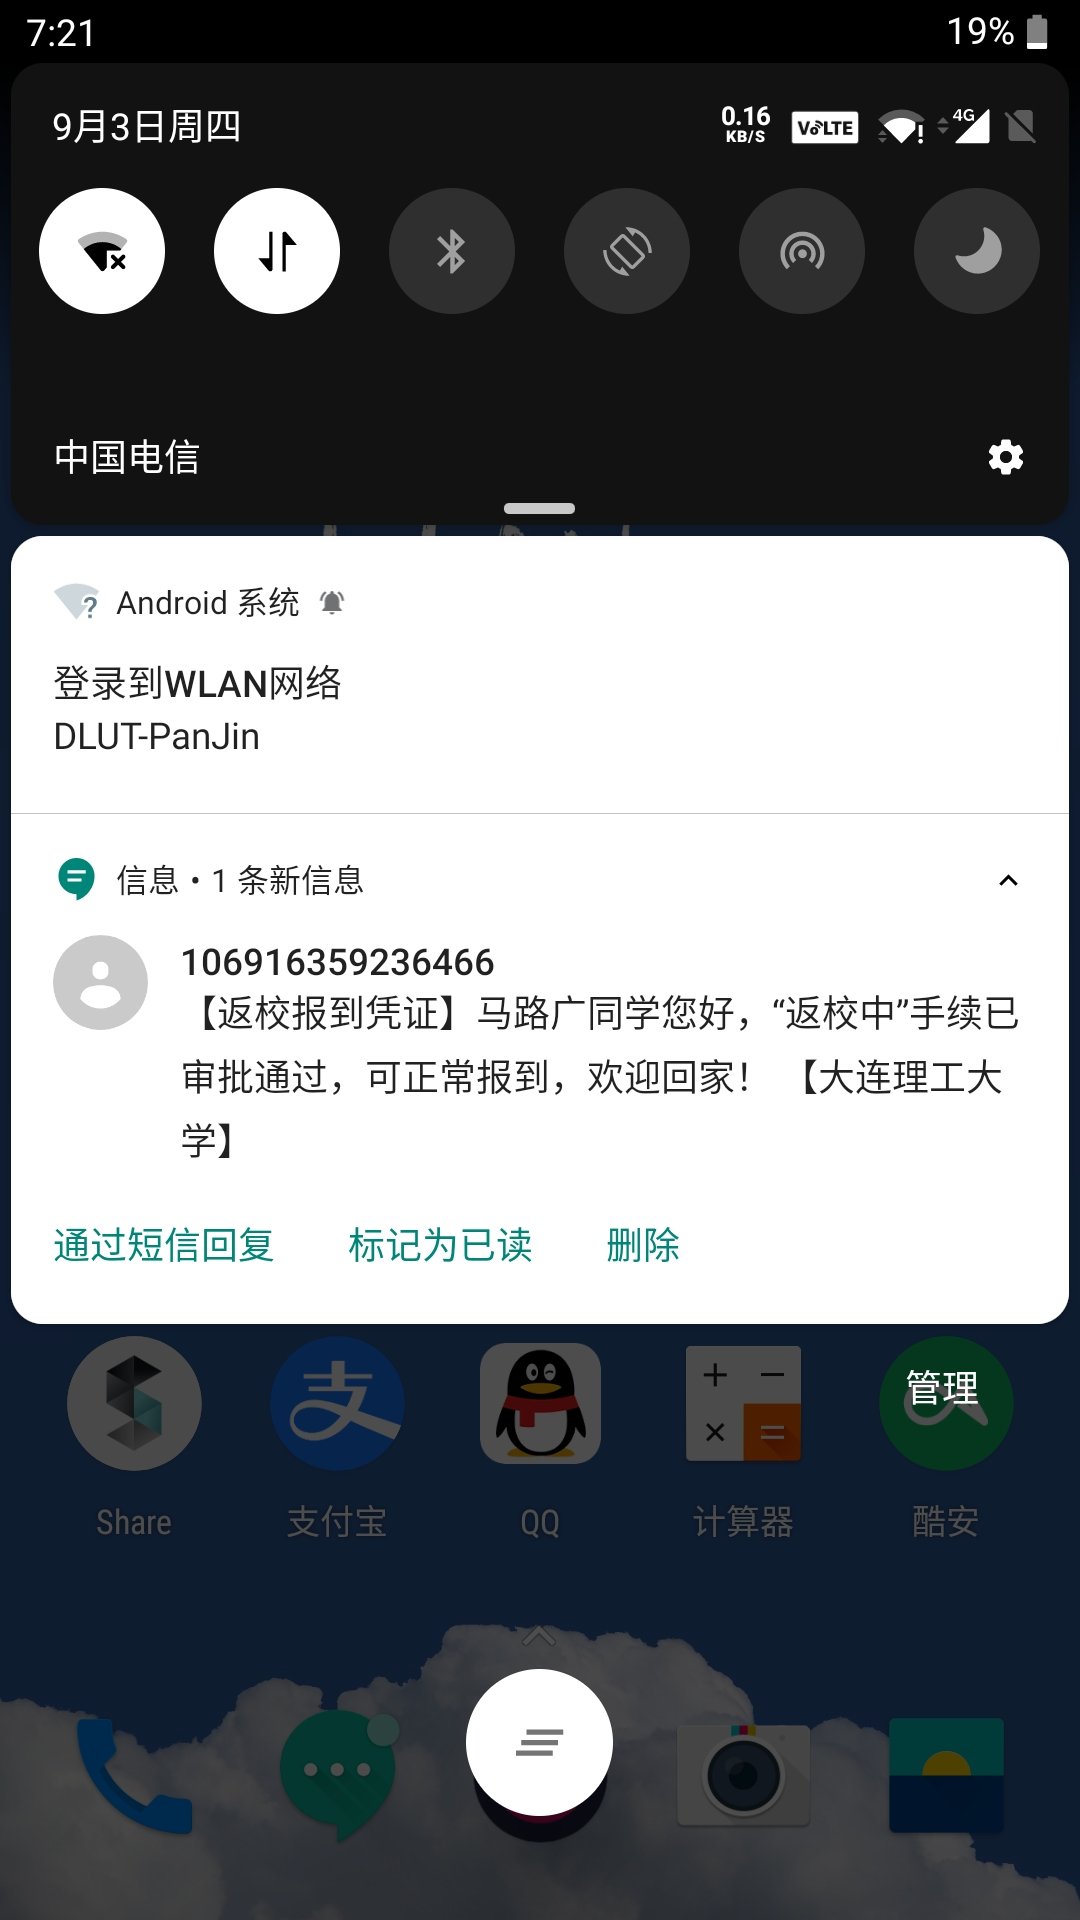 7:21
19%
9月3日周四
0.16
KB/S
VoLTE
4G
中国电信
Android 系统
登录到WLAN网络
DLUT-PanJin
信息 • 1 条新信息
106916359236466
【返校报到凭证】马路广同学您好，“返校中”手续已
审批通过，可正常报到，欢迎回家！ 【大连理工大
学】
通过短信回复
标记为已读
删除
管理
Share
支付宝
QQ
计算器
酷安